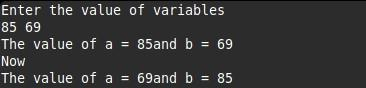 Enter the value of variables
85 69
The value of a = 85and b = 69
Now
The value of a = 69and b = 85